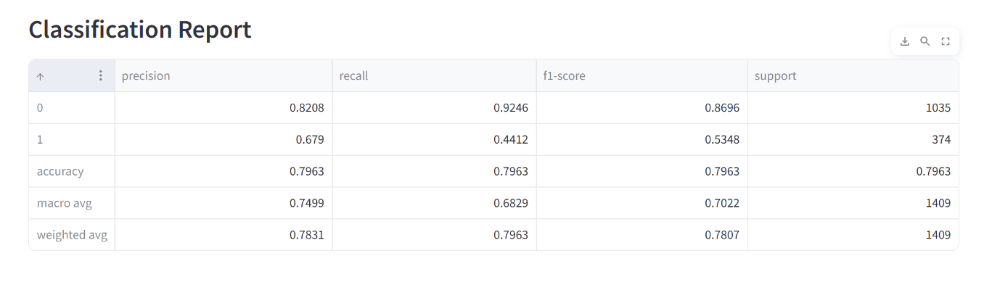 Classification Report
precision recall f1-score support
0 0.8208 0.9246 0.8696 1035
1 0.679 0.4412 0.5348 374
accuracy 0.7963 0.7963 0.7963 0.7963
macro avg 0.7499 0.6829 0.7022 1409
weighted avg 0.7831 0.7963 0.7807 1409